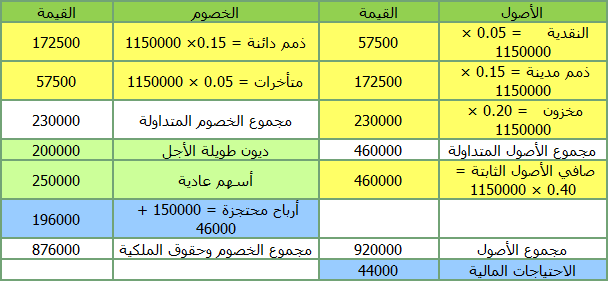 الأصول القيمة الخصوم القيمة
النقدية = 0.05 ×
1150000 57500 ذمم دائنة = 0.15× 1150000 172500
ذمم مدينة = 0.15 ×
1150000 172500 متأخرات = 0.05 × 1150000 57500
مخزون = 0.20 ×
1150000 230000 مجموع الخصوم المتداولة 230000
مجموع الأصول المتداولة 460000 ديون طويلة الأجل 200000
صافي الأصول الثابتة =
0.40 × 1150000 460000 أسهم عادية 250000
أرباح محتجزة = 150000 +
46000 196000
مجموع الأصول 920000 مجموع الخصوم وحقوق الملكية 876000
الاحتياجات المالية 44000